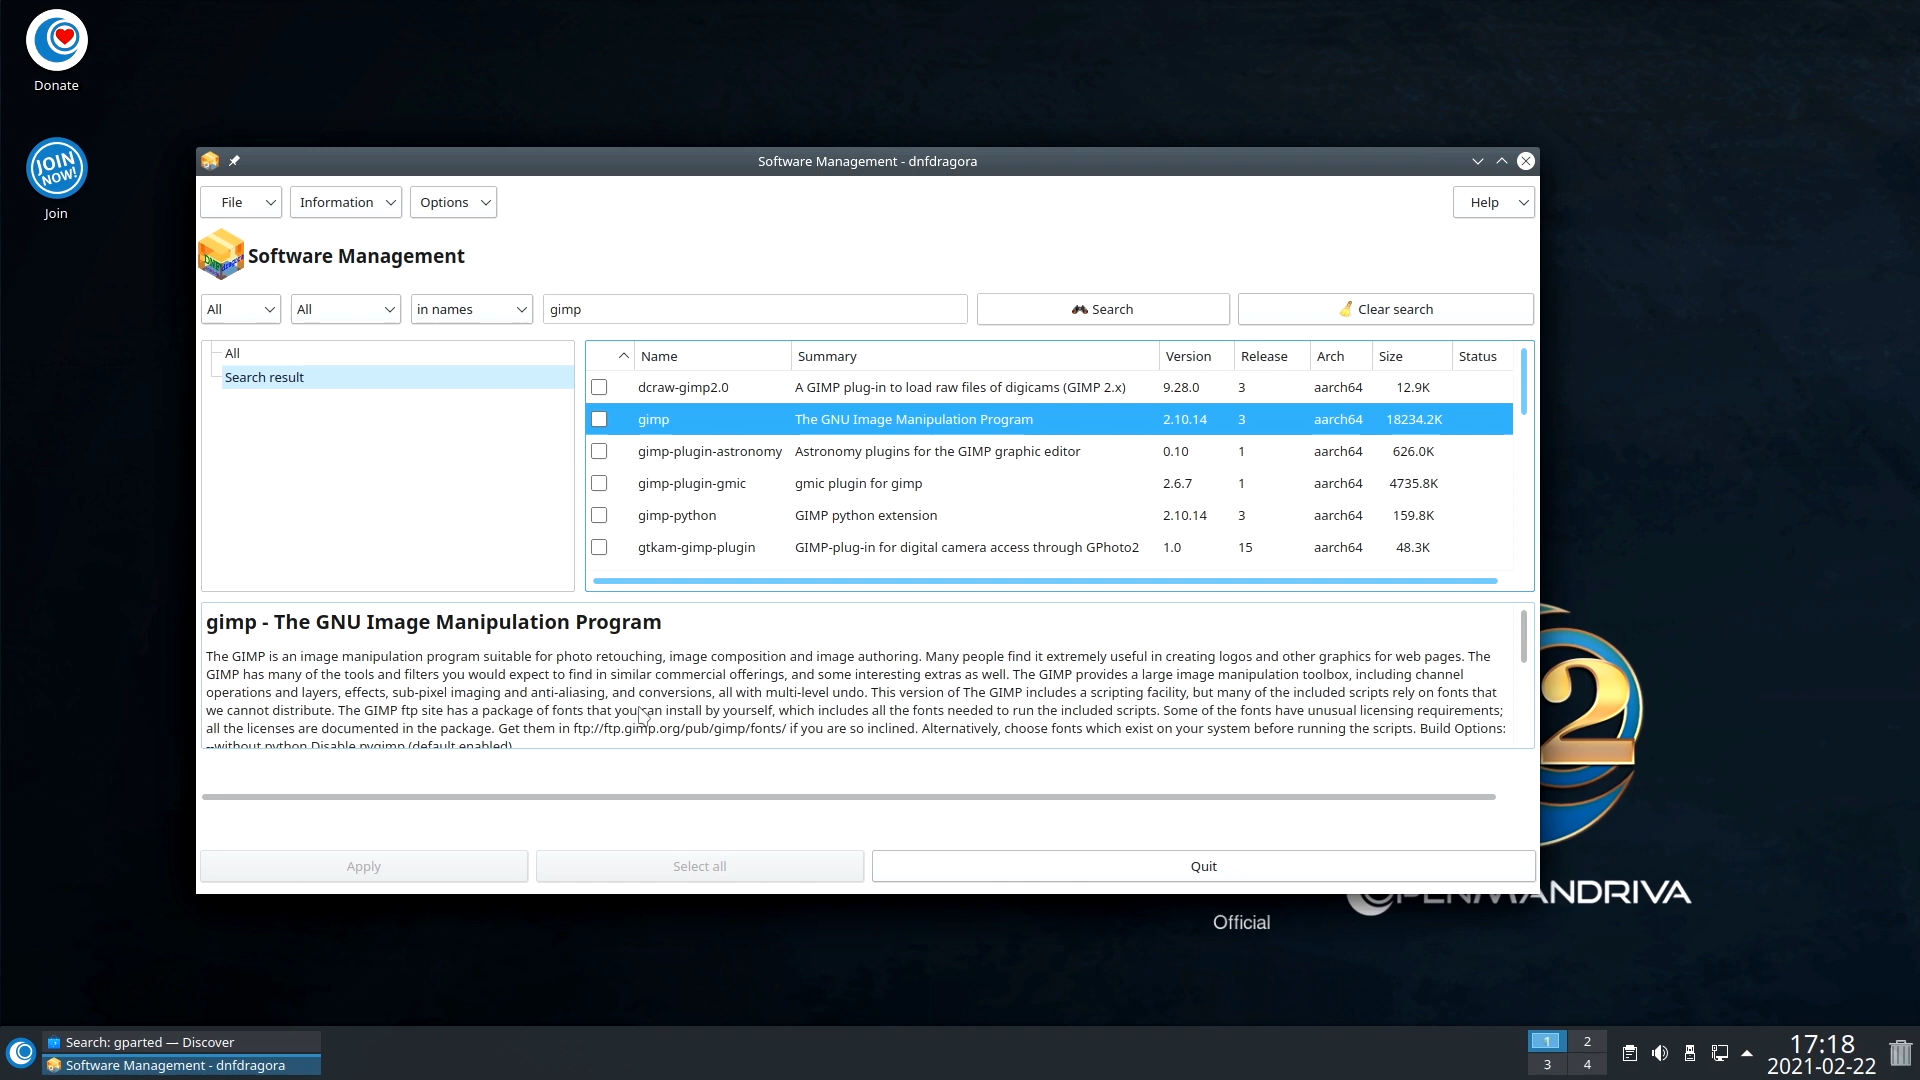 Donate
JOIN
NOW!
Join
Software Management - dnfdragora
File
Information
Options
Help
Software Management
All
All
in names
gimp
Search
Clear search
All
Search result
Name Summary Version Release Arch Size Status
dcraw-gimp2.0 A GIMP plug-in to load raw files of digicams (GIMP 2.x) 9.28.0 3 aarch64 12.9K
gimp The GNU Image Manipulation Program 2.10.14 3 aarch64 18234.2K
gimp-plugin-astronomy Astronomy plugins for the GIMP graphic editor 0.10 1 aarch64 626.0K
gimp-plugin-gmic gmic plugin for gimp 2.6.7 1 aarch64 4735.8K
gimp-python GIMP python extension 2.10.14 3 aarch64 159.8K
gtkam-gimp-plugin GIMP-plug-in for digital camera access through GPhoto2 1.0 15 aarch64 48.3K
gimp - The GNU Image Manipulation Program
The GIMP is an image manipulation program suitable for photo retouching, image composition and image authoring. Many people find it extremely useful in creating logos and other graphics for web pages. The
GIMP has many of the tools and filters you would expect to find in similar commercial offerings, and some interesting extras as well. The GIMP provides a large image manipulation toolbox, including channel
operations and layers, effects, sub-pixel imaging and anti-aliasing, and conversions, all with multi-level undo. This version of The GIMP includes a scripting facility, but many of the included scripts rely on fonts that
we cannot distribute. The GIMP ftp site has a package of fonts that you can install by yourself, which includes all the fonts needed to run the included scripts. Some of the fonts have unusual licensing requirements;
all the licenses are documented in the package. Get them in ftp://ftp.gimp.org/pub/gimp/fonts/ if you are so inclined. Alternatively, choose fonts which exist on your system before running the scripts. Build Options:
--without python Disable pygimp (default enabled)
Apply
Select all
Quit
2
OPENMANDRIVA
Official
Search: gparted — Discover
Software Management - dnfdragora
1 2
3 4
17:18
2021-02-22